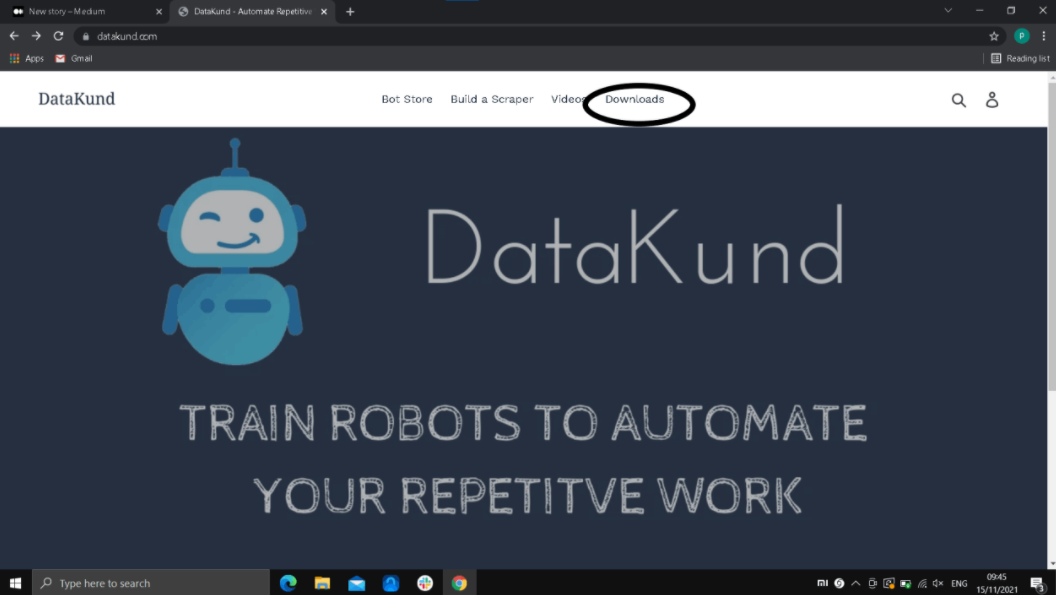 New story – Medium
DataKund - Automate Repetitive
datakund.com
P
Apps
Gmail
Reading list
DataKund
Bot Store
Build a Scraper
Videos
Downloads
DataKund
TRAIN ROBOTS TO AUTOMATE
YOUR REPETITVE WORK
Type here to search
ENG
09:45
15/11/2021
3